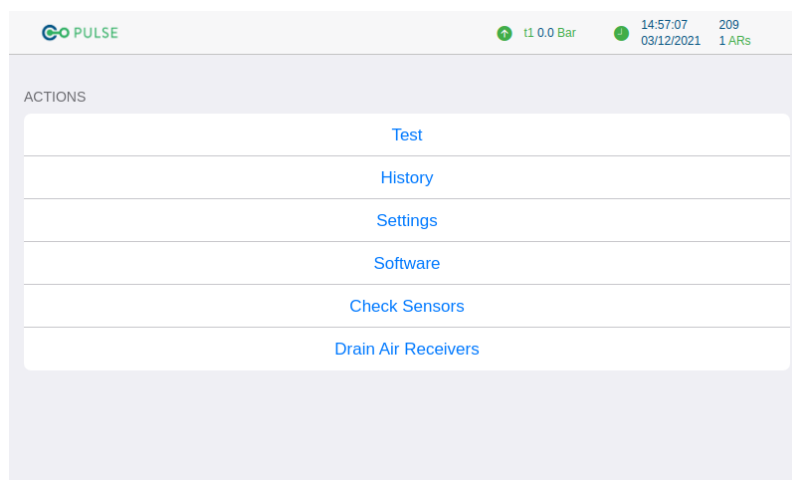 PULSE
t1 0.0 Bar
14:57:07 209
03/12/2021 1 ARs
ACTIONS
Test
History
Settings
Software
Check Sensors
Drain Air Receivers